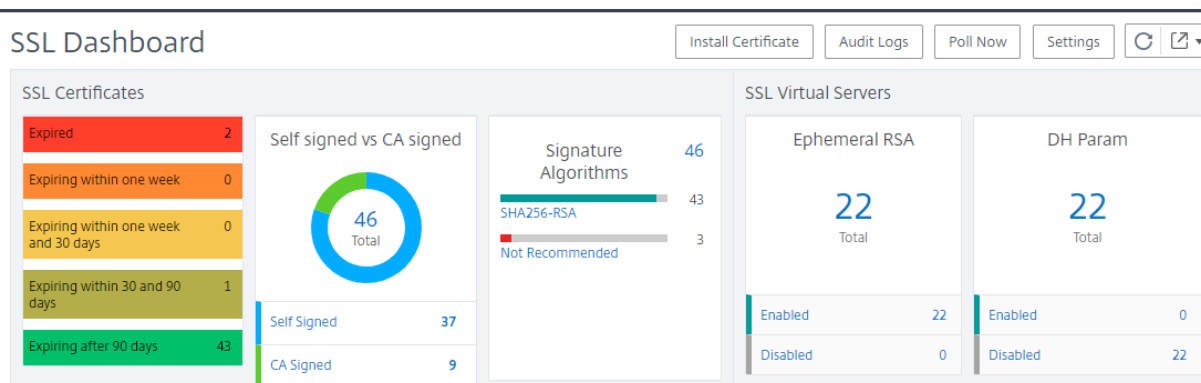 SSL Dashboard
Install Certificate
Audit Logs
Poll Now
Settings
SSL Certificates
Expired 2
Expiring within one week 0
Expiring within one week
and 30 days 0
Expiring within 30 and 90
days 1
Expiring after 90 days 43
Self signed vs CA signed
46
Total
Self Signed 37
CA Signed 9
Signature
Algorithms 46
43
SHA256-RSA
3
Not Recommended
SSL Virtual Servers
Ephemeral RSA
22
Total
Enabled 22
Disabled 0
DH Param
22
Total
Enabled 0
Disabled 22